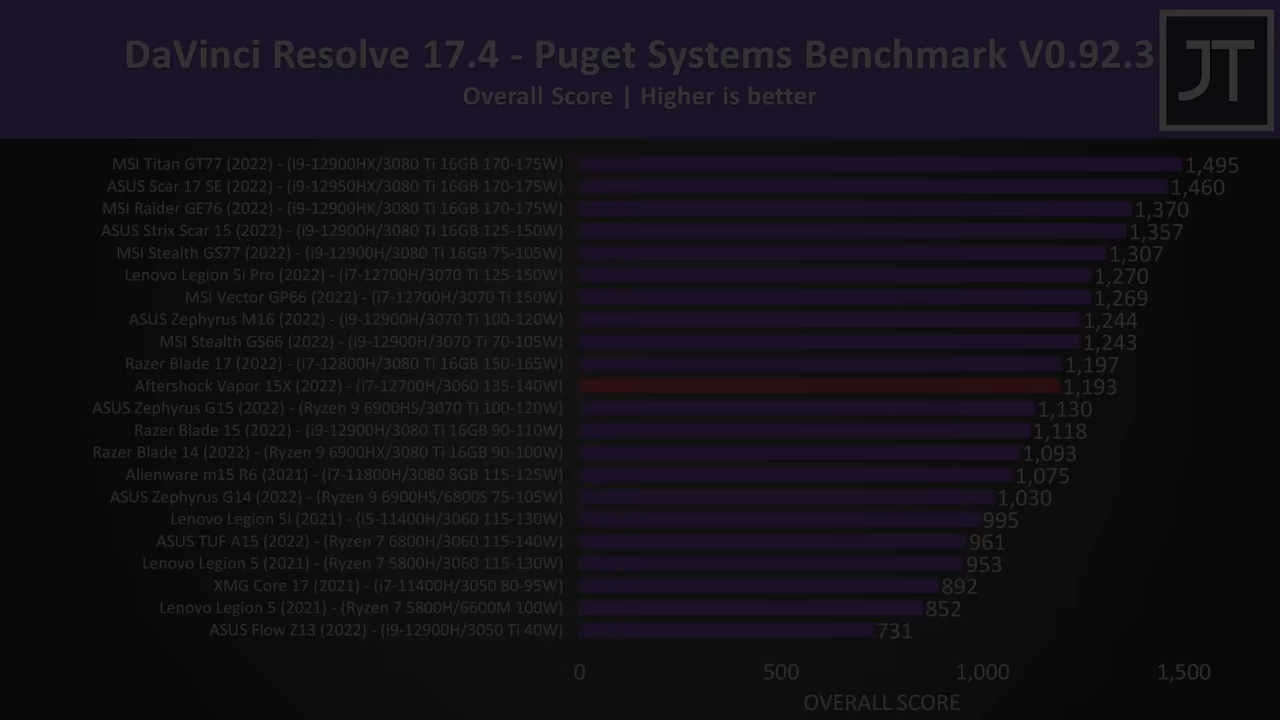 DaVinci Resolve 17.4 - Puget Systems Benchmark V0.92.3
JT
Overall Score | Higher is better
MSI Titan GT77 (2022) - (i9-12900HX/3080 Ti 16GB 170-175W) 1,495
ASUS Scar 17 SE (2022) - (i9-12950HX/3080 Ti 16GB 170-175W) 1,460
MSI Raider GE76 (2022) - (i9-12900HK/3080 Ti 16GB 170-175W) 1,370
ASUS Strix Scar 15 (2022) - (i9-12900H/3080 Ti 16GB 125-150W) 1,357
MSI Stealth GS77 (2022) - (i9-12900H/3080 Ti 16GB 75-105W) 1,307
Lenovo Legion 5i Pro (2022) - (i7-12700H/3070 Ti 125-150W) 1,270
MSI Vector GP66 (2022) - (i7-12700H/3070 Ti 150W) 1,269
ASUS Zephyrus M16 (2022) - (i9-12900H/3070 Ti 100-120W) 1,244
MSI Stealth GS66 (2022) - (i9-12900H/3070 Ti 70-105W) 1,243
Razer Blade 17 (2022) - (i7-12800H/3080 Ti 16GB 150-165W) 1,197
Aftershock Vapor 15X (2022) - (i7-12700H/3060 135-140W) 1,193
ASUS Zephyrus G15 (2022) - (Ryzen 9 6900HS/3070 Ti 100-120W) 1,130
Razer Blade 15 (2022) - (i9-12900H/3080 Ti 16GB 90-110W) 1,118
Razer Blade 14 (2022) - (Ryzen 9 6900HX/3080 Ti 16GB 90-100W) 1,093
Alienware m15 R6 (2021) - (i7-11800H/3080 8GB 115-125W) 1,075
ASUS Zephyrus G14 (2022) - (Ryzen 9 6900HS/6800S 75-105W) 1,030
Lenovo Legion 5i (2021) - (i5-11400H/3060 115-130W) 995
ASUS TUF A15 (2022) - (Ryzen 7 6800H/3060 115-140W) 961
Lenovo Legion 5 (2021) - (Ryzen 7 5800H/3060 115-130W) 953
XMG Core 17 (2021) - (i7-11400H/3050 80-95W) 892
Lenovo Legion 5 (2021) - (Ryzen 7 5800H/6600M 100W) 852
ASUS Flow Z13 (2022) - (i9-12900H/3050 Ti 40W) 731
0 500 1,000 1,500
OVERALL SCORE